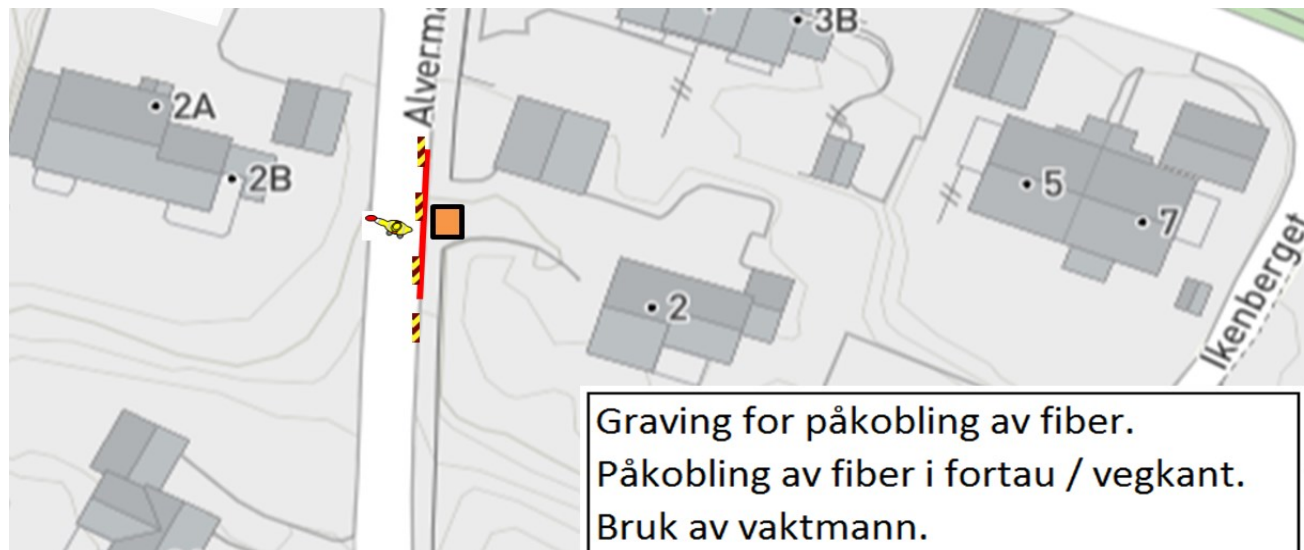 Alverma
3B
2A
2B
5
7
2
Ikenberget
Graving for påkobling av fiber.
Påkobling av fiber i fortau / vegkant.
Bruk av vaktmann.